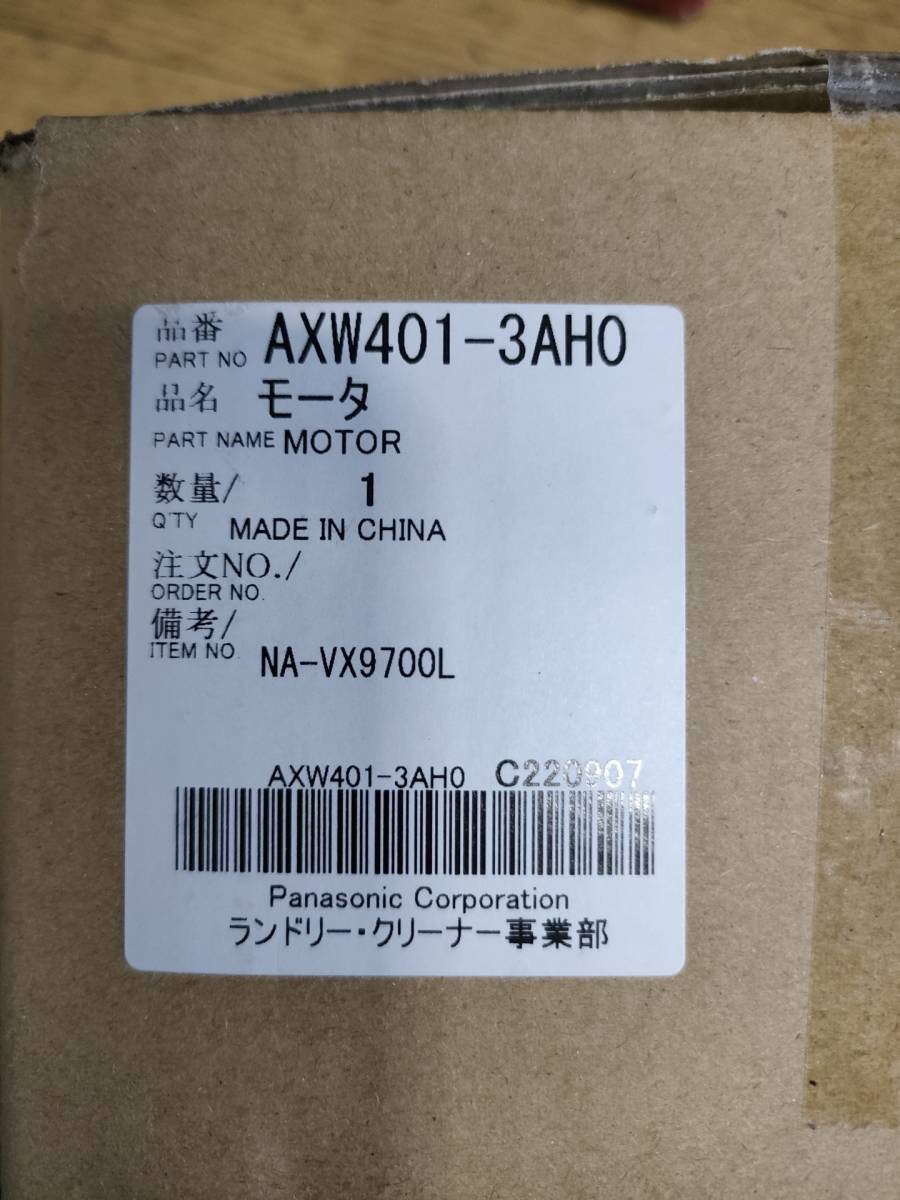 品番 AXW401-3AH0
PART NO
品名 モータ
PART NAME MOTOR
数量/ 1
Q'TY MADE IN CHINA
注文NO./
ORDER NO.
備考/
ITEM NO. NA-VX9700L
AXW401-3AH0 C220907
Panasonic Corporation
ランドリー・クリーナー事業部